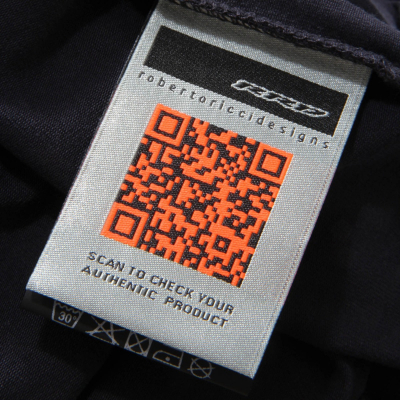 RRD
robertoriccidesigns
SCAN TO CHECK YOUR
AUTHENTIC PRODUCT
30